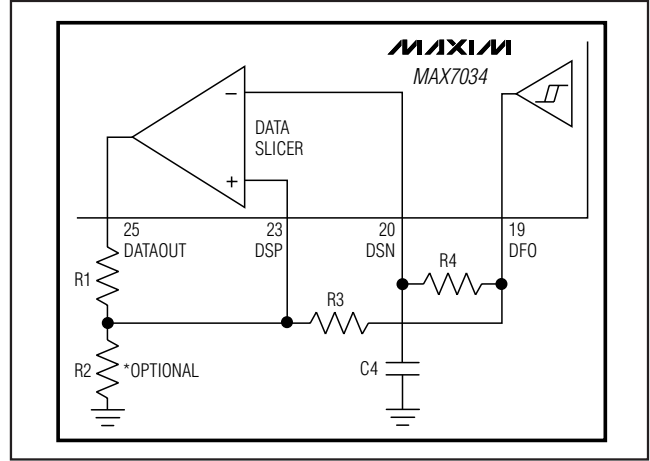 MAXIM
MAX7034
−
DATA
SLICER
+
25
DATAOUT
23
DSP
20
DSN
19
DFO
R1
R3
R4
R2
*OPTIONAL
C4